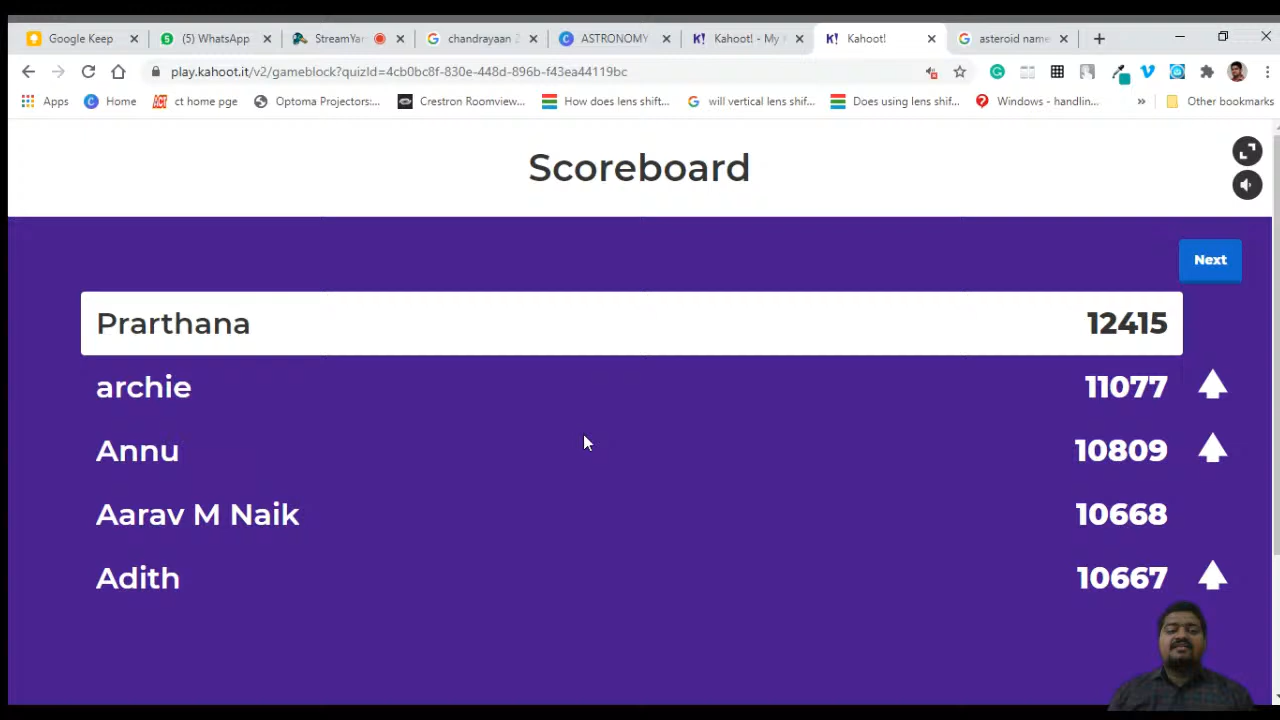 Google Keep
(5) WhatsApp
StreamYar
chandrayaan 2
ASTRONOMY
Kahoot! - My K
Kahoot!
asteroid name
play.kahoot.it/v2/gameblock?quizId=4cb0bc8f-830e-448d-896b-f43ea44119bc
Apps
Home
ct home pge
Optoma Projectors:...
Crestron Roomview...
How does lens shift...
will vertical lens shif...
Does using lens shif...
Windows - handlin...
»
Other bookmarks
Scoreboard
Next
Prarthana 12415
archie 11077
Annu 10809
Aarav M Naik 10668
Adith 10667